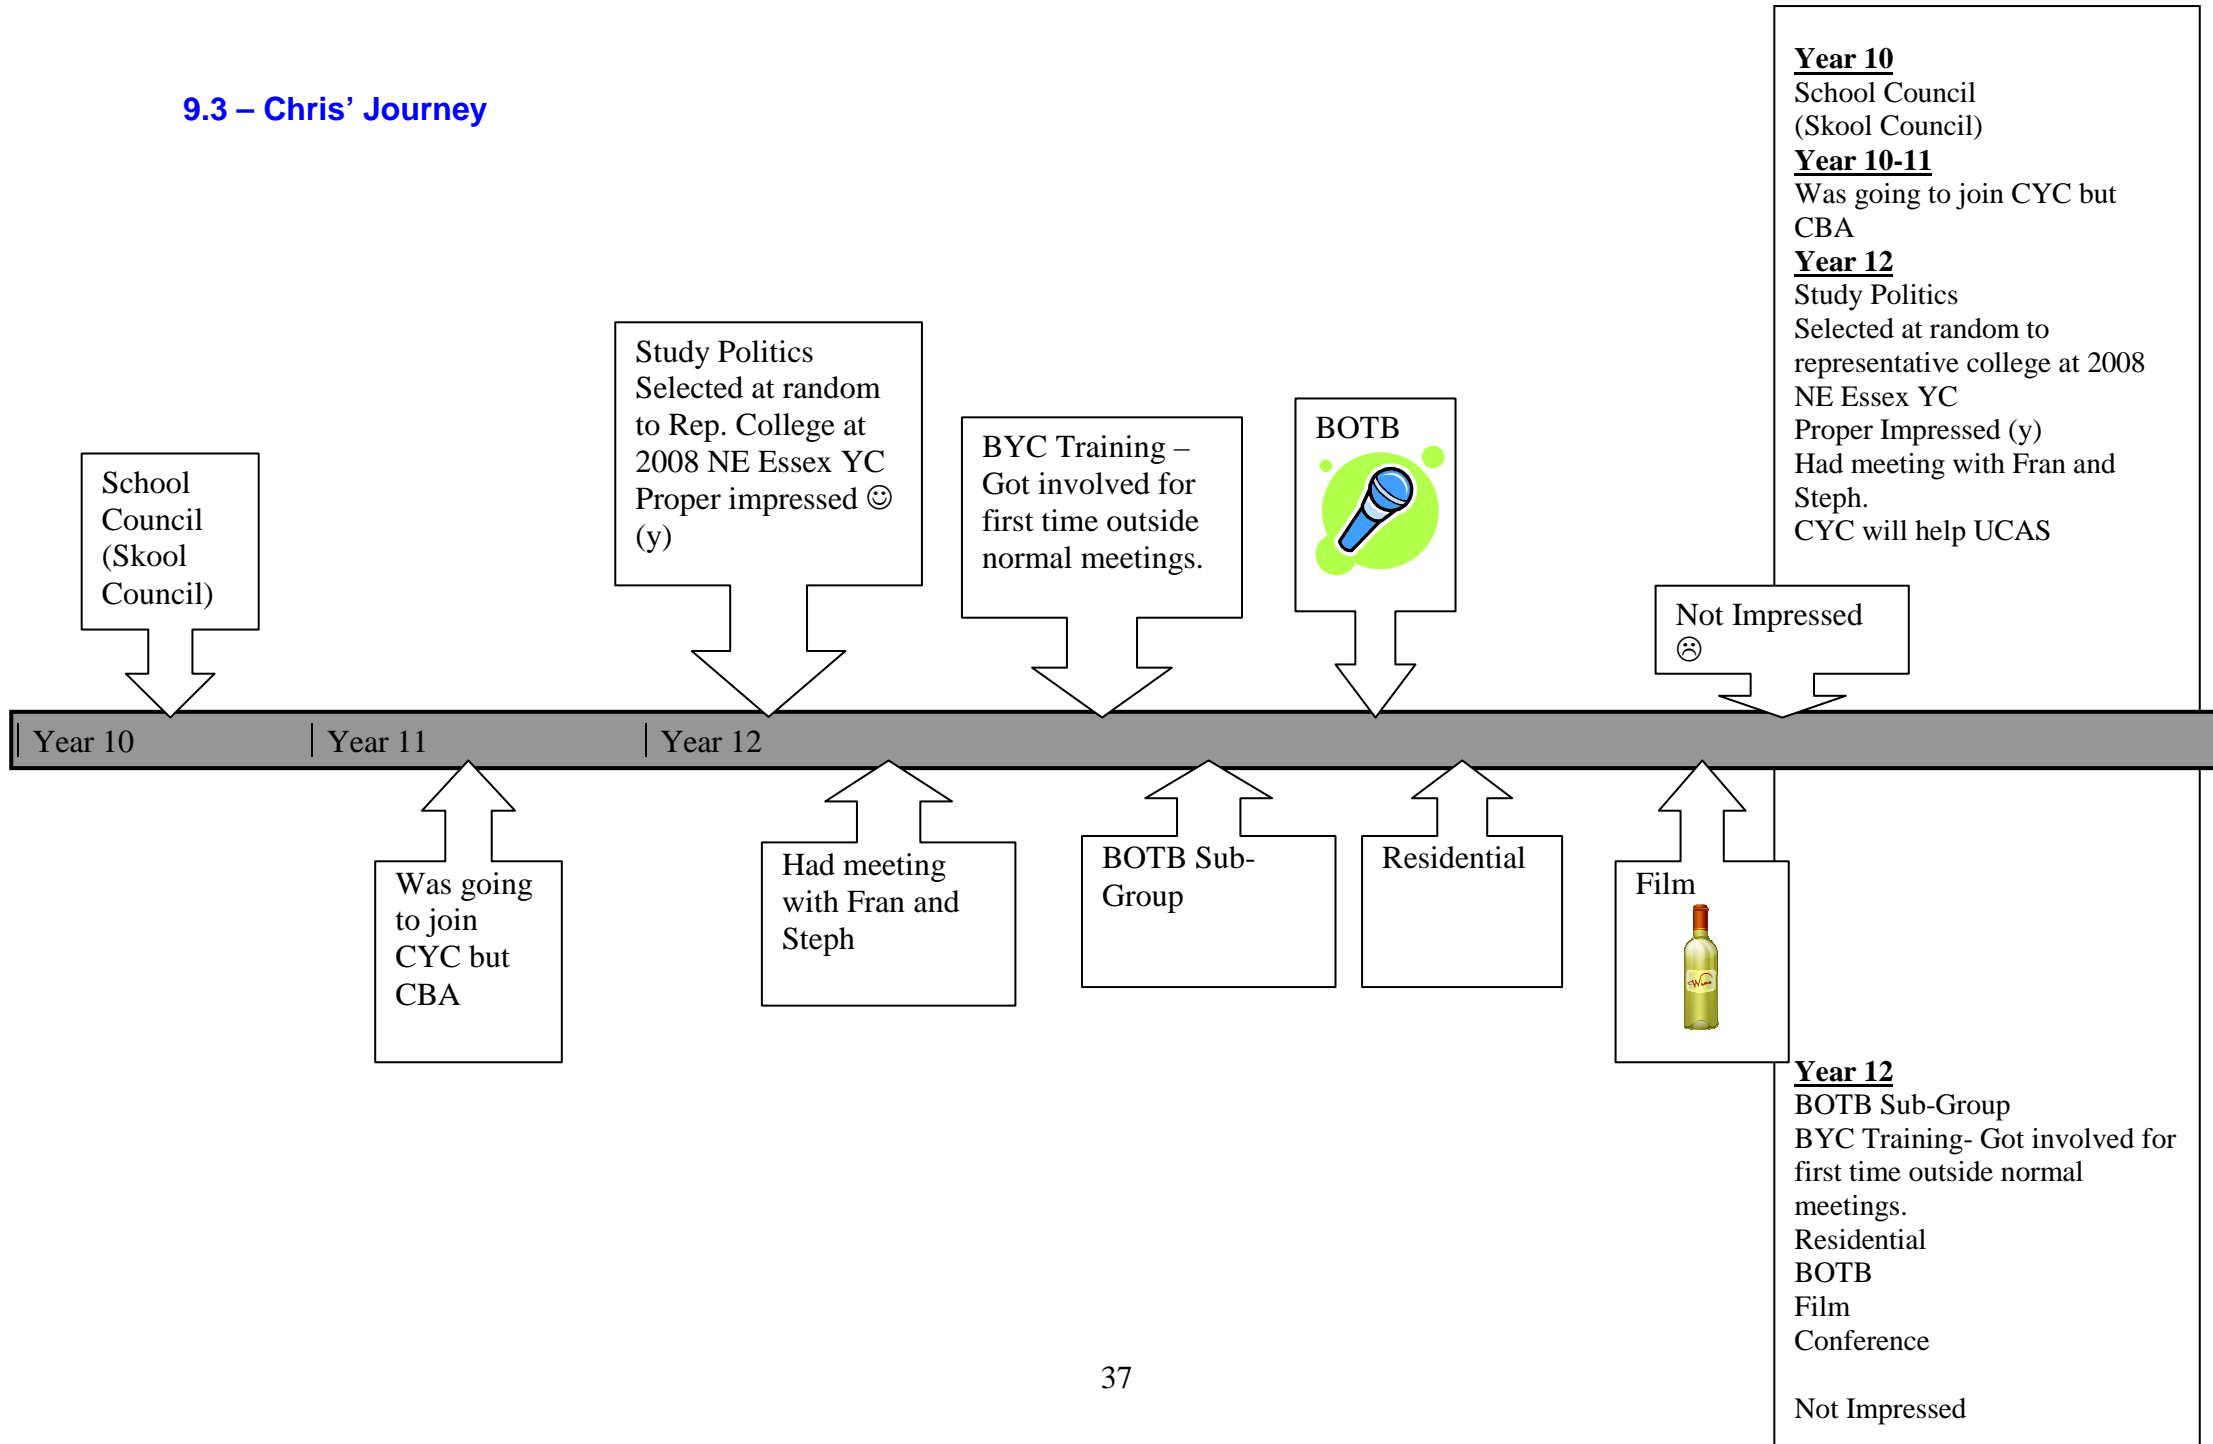 9.3 – Chris’ Journey
School
Council
(Skool
Council)
Study Politics
Selected at random
to Rep. College at
2008 NE Essex YC
Proper impressed ☺
(y)
BYC Training –
Got involved for
first time outside
normal meetings.
BOTB
Not Impressed
☹
Year 10
Year 11
Year 12
Was going
to join
CYC but
CBA
Had meeting
with Fran and
Steph
BOTB Sub-
Group
Residential
Film
Wine
Year 10
School Council
(Skool Council)
Year 10-11
Was going to join CYC but
CBA
Year 12
Study Politics
Selected at random to
representative college at 2008
NE Essex YC
Proper Impressed (y)
Had meeting with Fran and
Steph.
CYC will help UCAS
Year 12
BOTB Sub-Group
BYC Training- Got involved for
first time outside normal
meetings.
Residential
BOTB
Film
Conference
Not Impressed
37